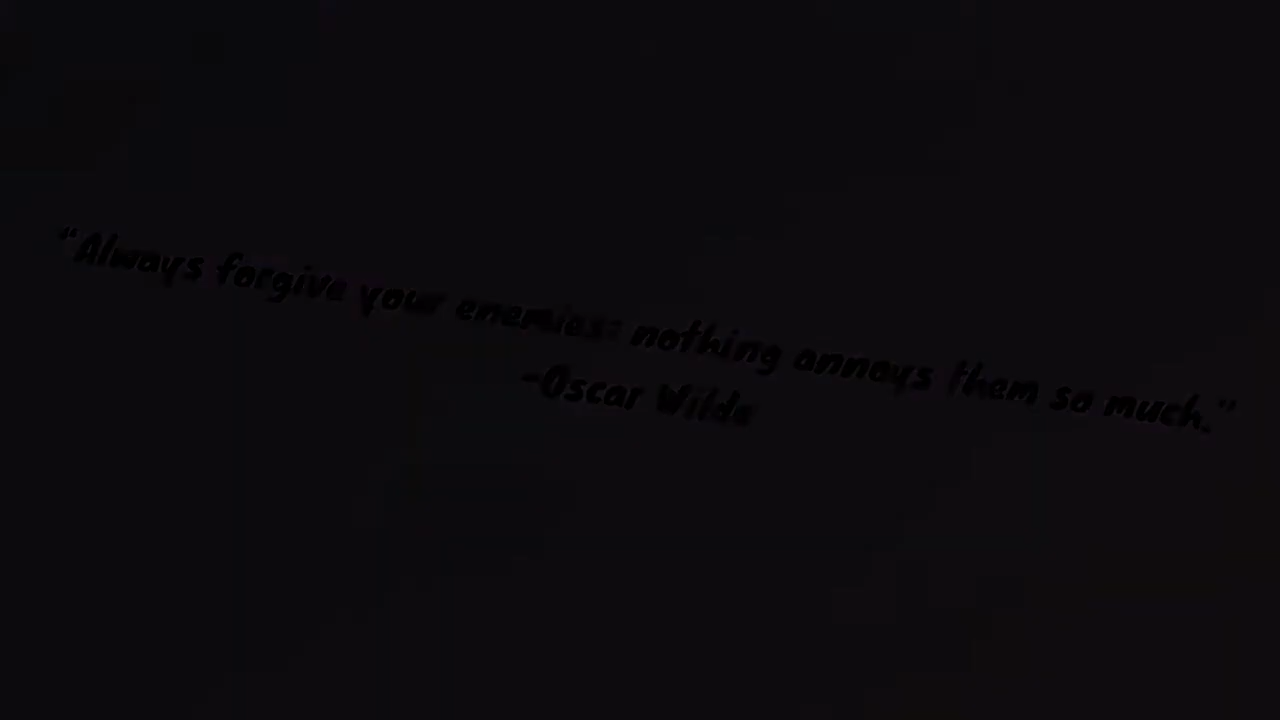 “Always forgive your enemies: nothing annoys them so much.”
-Oscar Wilde